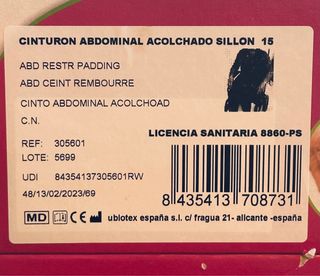 CINTURON ABDOMINAL ACOLCHADO SILLON 15
ABD RESTR PADDING
ABD CEINT REMBOURRE
CINTO ABDOMINAL ACOLCHOAD
C.N.
LICENCIA SANITARIA 8860-PS
REF: 305601
LOTE: 5699
UDI 84354137305601RW
48/13/02/2023/69
8 435413 708731
MD CE ublotex españa s.l. c/ fragua 21- alicante -españa